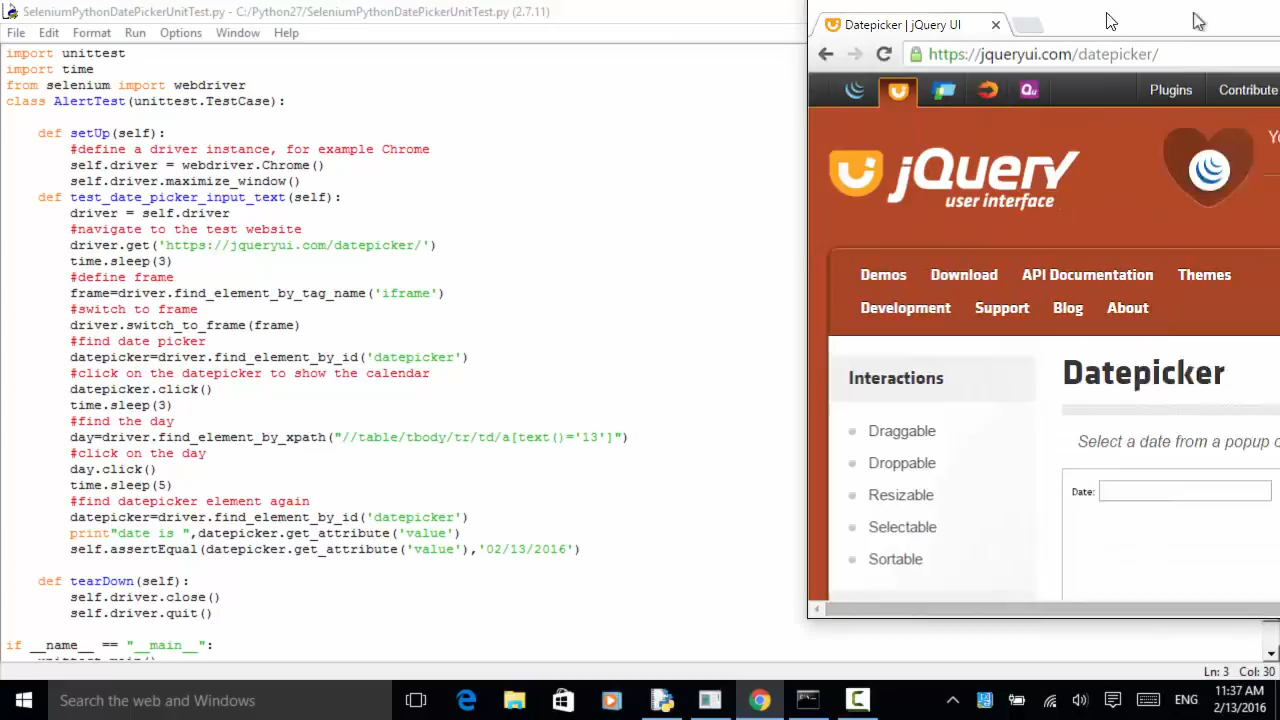 SeleniumPythonDatePickerUnitTest.py - C:/Python27/SeleniumPythonDatePickerUnitTest.py (2.7.11)
File Edit Format Run Options Window Help
import unittest
import time
from selenium import webdriver
class AlertTest(unittest.TestCase):
def setUp(self):
#define a driver instance, for example Chrome
self.driver = webdriver.Chrome()
self.driver.maximize_window()
def test_date_picker_input_text(self):
driver = self.driver
#navigate to the test website
driver.get('https://jqueryui.com/datepicker/')
time.sleep(3)
#define frame
frame=driver.find_element_by_tag_name('iframe')
#switch to frame
driver.switch_to_frame(frame)
#find date picker
datepicker=driver.find_element_by_id('datepicker')
#click on the datepicker to show the calendar
datepicker.click()
time.sleep(3)
#find the day
day=driver.find_element_by_xpath("//table/tbody/tr/td/a[text()='13']")
#click on the day
day.click()
time.sleep(5)
#find datepicker element again
datepicker=driver.find_element_by_id('datepicker')
print"date is ",datepicker.get_attribute('value')
self.assertEqual(datepicker.get_attribute('value'),'02/13/2016')
def tearDown(self):
self.driver.close()
self.driver.quit()
if __name__ == "__main__":
unittest.main()
Datepicker | jQuery UI
https://jqueryui.com/datepicker/
Plugins Contribute
jQuery
user interface
Demos Download API Documentation Themes
Development Support Blog About
Interactions
Draggable
Droppable
Resizable
Selectable
Sortable
Datepicker
Select a date from a popup
Date:
Ln: 3 Col: 30
Search the web and Windows
ENG
11:37 AM
2/13/2016